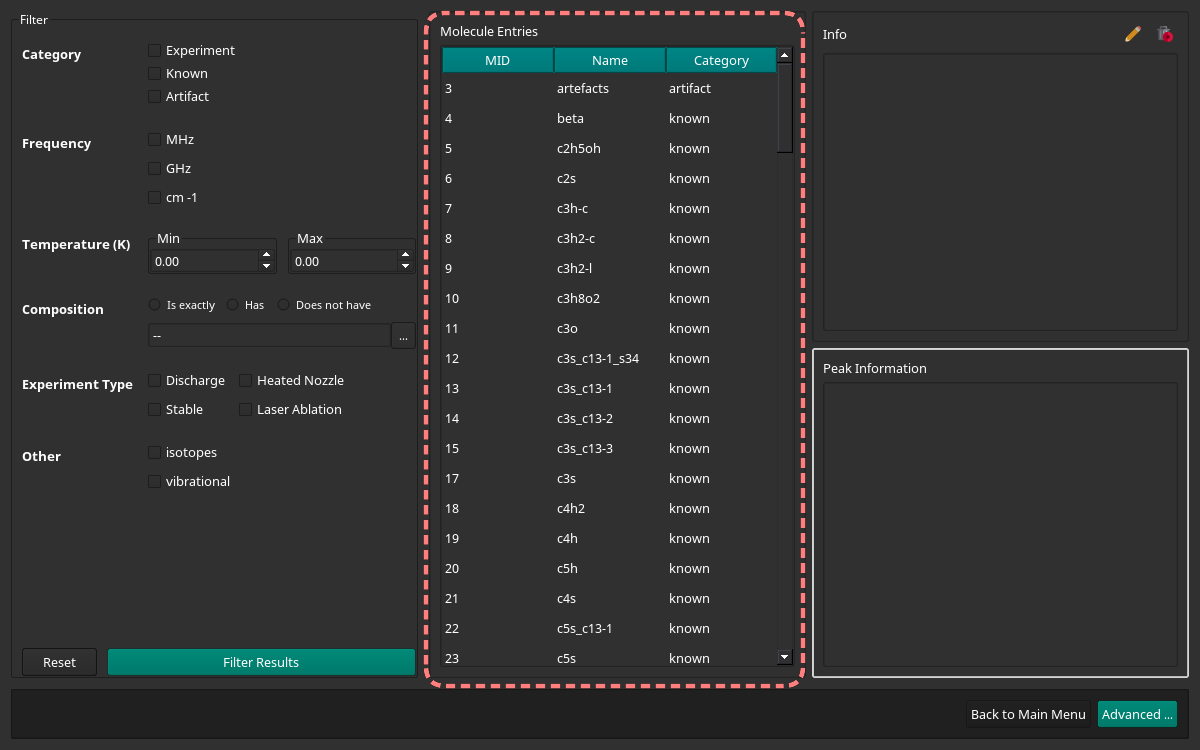 Filter
Category
Experiment
Known
Artifact
Frequency
MHz
GHz
cm -1
Temperature (K)
Min
Max
0.00
0.00
Composition
Is exactly
Has
Does not have
--
...
Experiment Type
Discharge
Heated Nozzle
Stable
Laser Ablation
Other
isotopes
vibrational
Reset
Filter Results
Molecule Entries
MID Name Category
3 artefacts artifact
4 beta known
5 c2h5oh known
6 c2s known
7 c3h-c known
8 c3h2-c known
9 c3h2-l known
10 c3h8o2 known
11 c3o known
12 c3s_c13-1_s34 known
13 c3s_c13-1 known
14 c3s_c13-2 known
15 c3s_c13-3 known
17 c3s known
18 c4h2 known
19 c4h known
20 c5h known
21 c4s known
22 c5s_c13-1 known
23 c5s known
Info
Peak Information
Back to Main Menu
Advanced ...